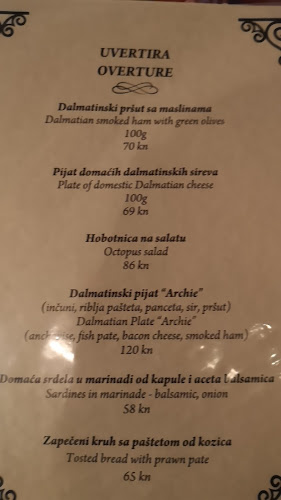 UVERTIRA
OVERTURE
Dalmatinski pršut sa maslinama
Dalmatian smoked ham with green olives
100g
70 kn
Pijat domaćih dalmatinskih sireva
Plate of domestic Dalmatian cheese
100g
69 kn
Hobotnica na salatu
Octopus salad
86 kn
Dalmatinski pijat “Archie”
(inćuni, riblja pašteta, panceta, sir, pršut)
Dalmatian Plate “Archie”
fish pate, bacon cheese, smoked ham)
120 kn
Domaća srdela u marinadi od kapule i aceta balsamica
Sardines in marinade - balsamic, onion
58 kn
Zapečeni kruh sa paštetom od kozica
Tosted bread with prawn pate
65 kn